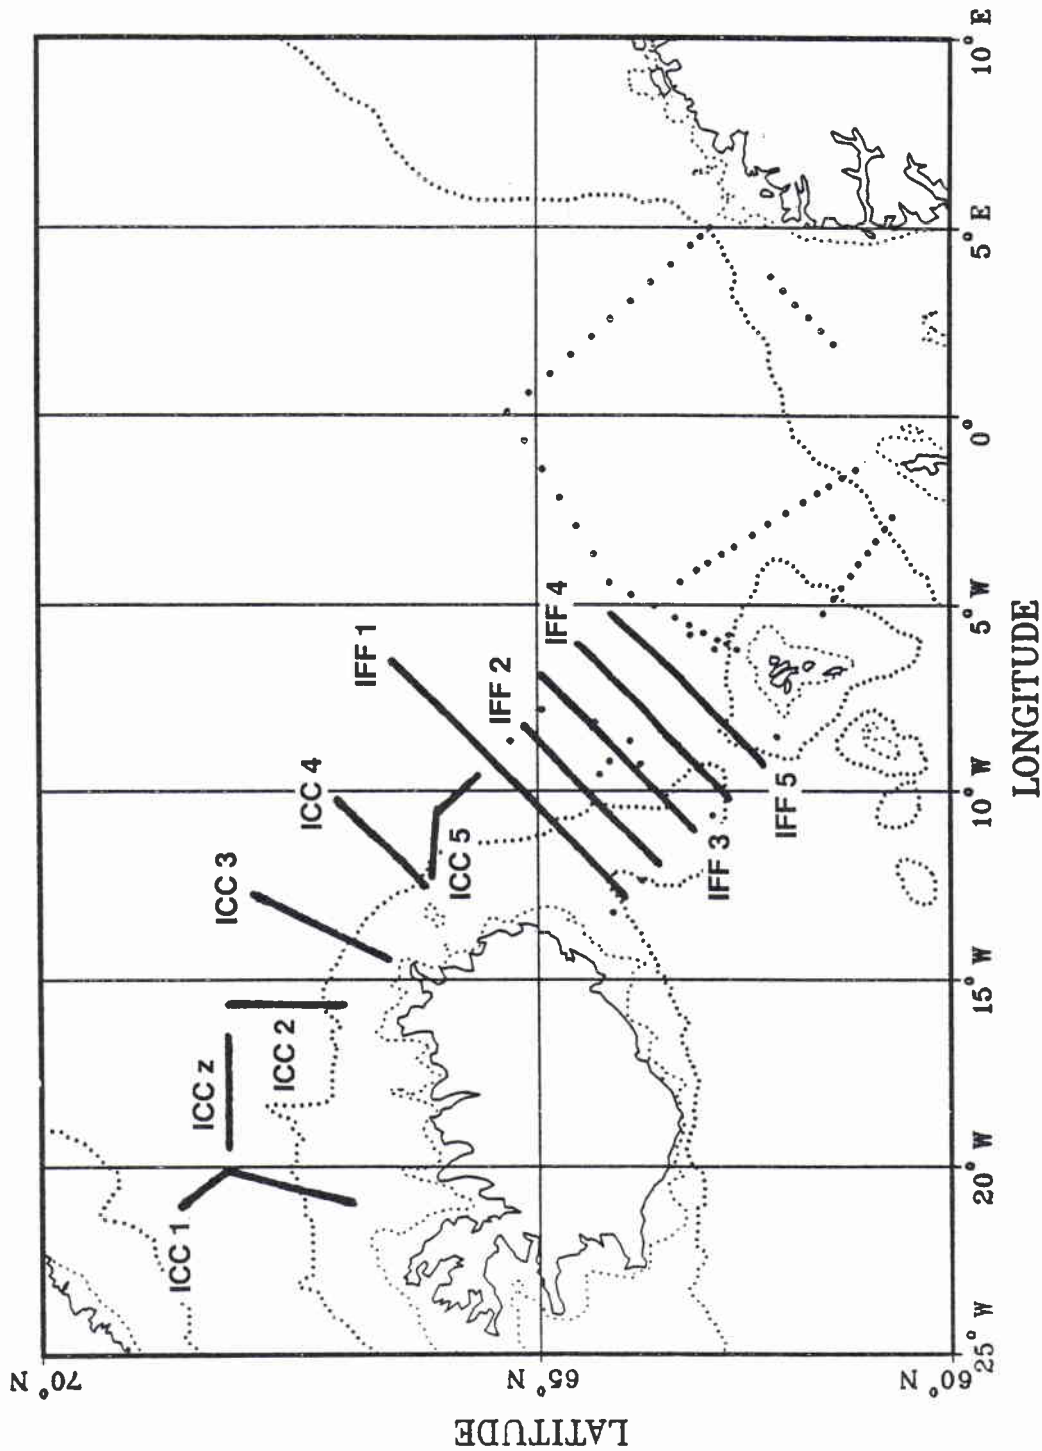 70° N
65° N
60° N
LATITUDE
25° W
20° W
15° W
10° W
5° W
0°
5° E
10° E
LONGITUDE
ICC 1
ICC z
ICC 2
ICC 3
ICC 4
ICC 5
IFF 1
IFF 2
IFF 3
IFF 4
IFF 5